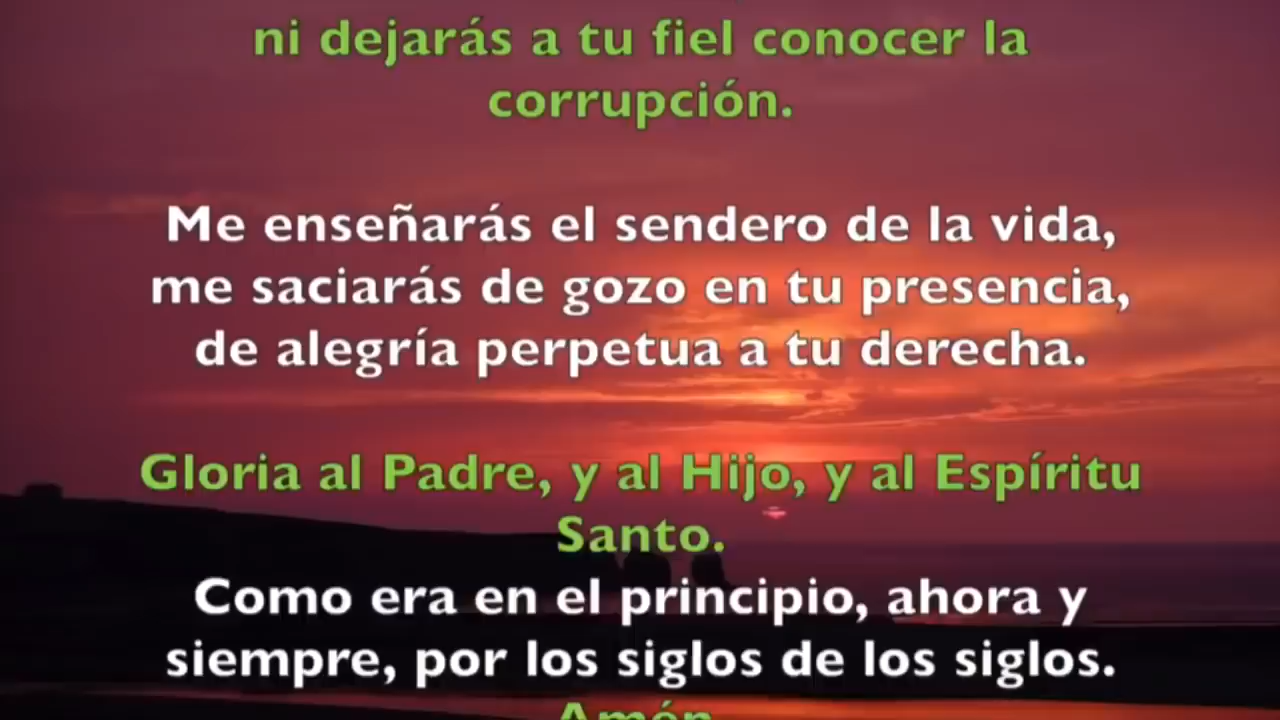 ni dejarás a tu fiel conocer la
corrupción.
Me enseñarás el sendero de la vida,
me saciarás de gozo en tu presencia,
de alegría perpetua a tu derecha.
Gloria al Padre, y al Hijo, y al Espíritu
Santo.
Como era en el principio, ahora y
siempre, por los siglos de los siglos.
Amén